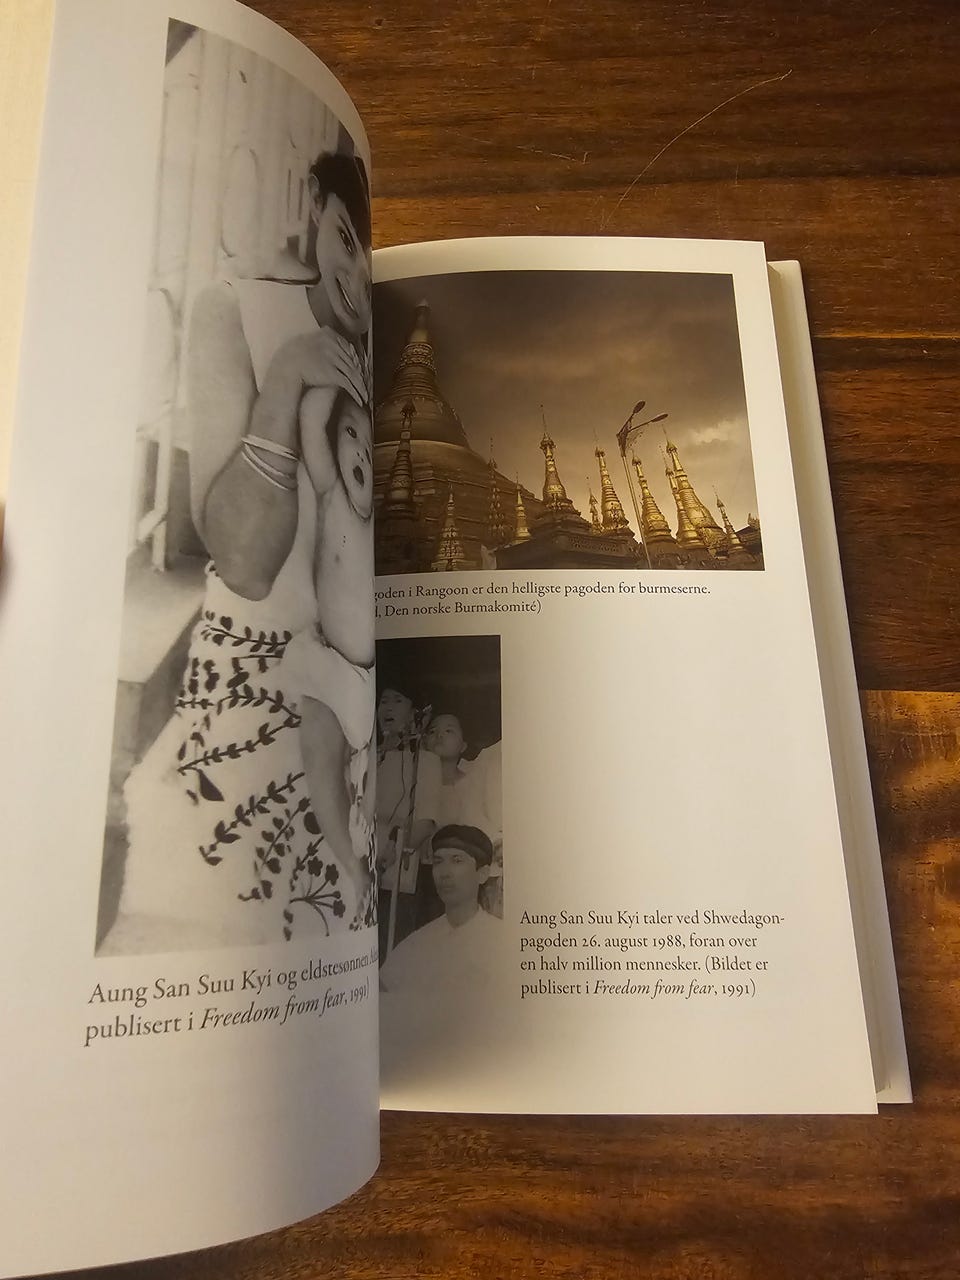 Aung San Suu Kyi og eldstesønnen
publisert i Freedom from fear, 1991)
i Rangoon er den helligste pagoden for burmeserne.
Den norske Burmakomité)
Aung San Suu Kyi taler ved Shwedagon-
pagoden 26. august 1988, foran over
en halv million mennesker. (Bildet er
publisert i Freedom from fear, 1991)